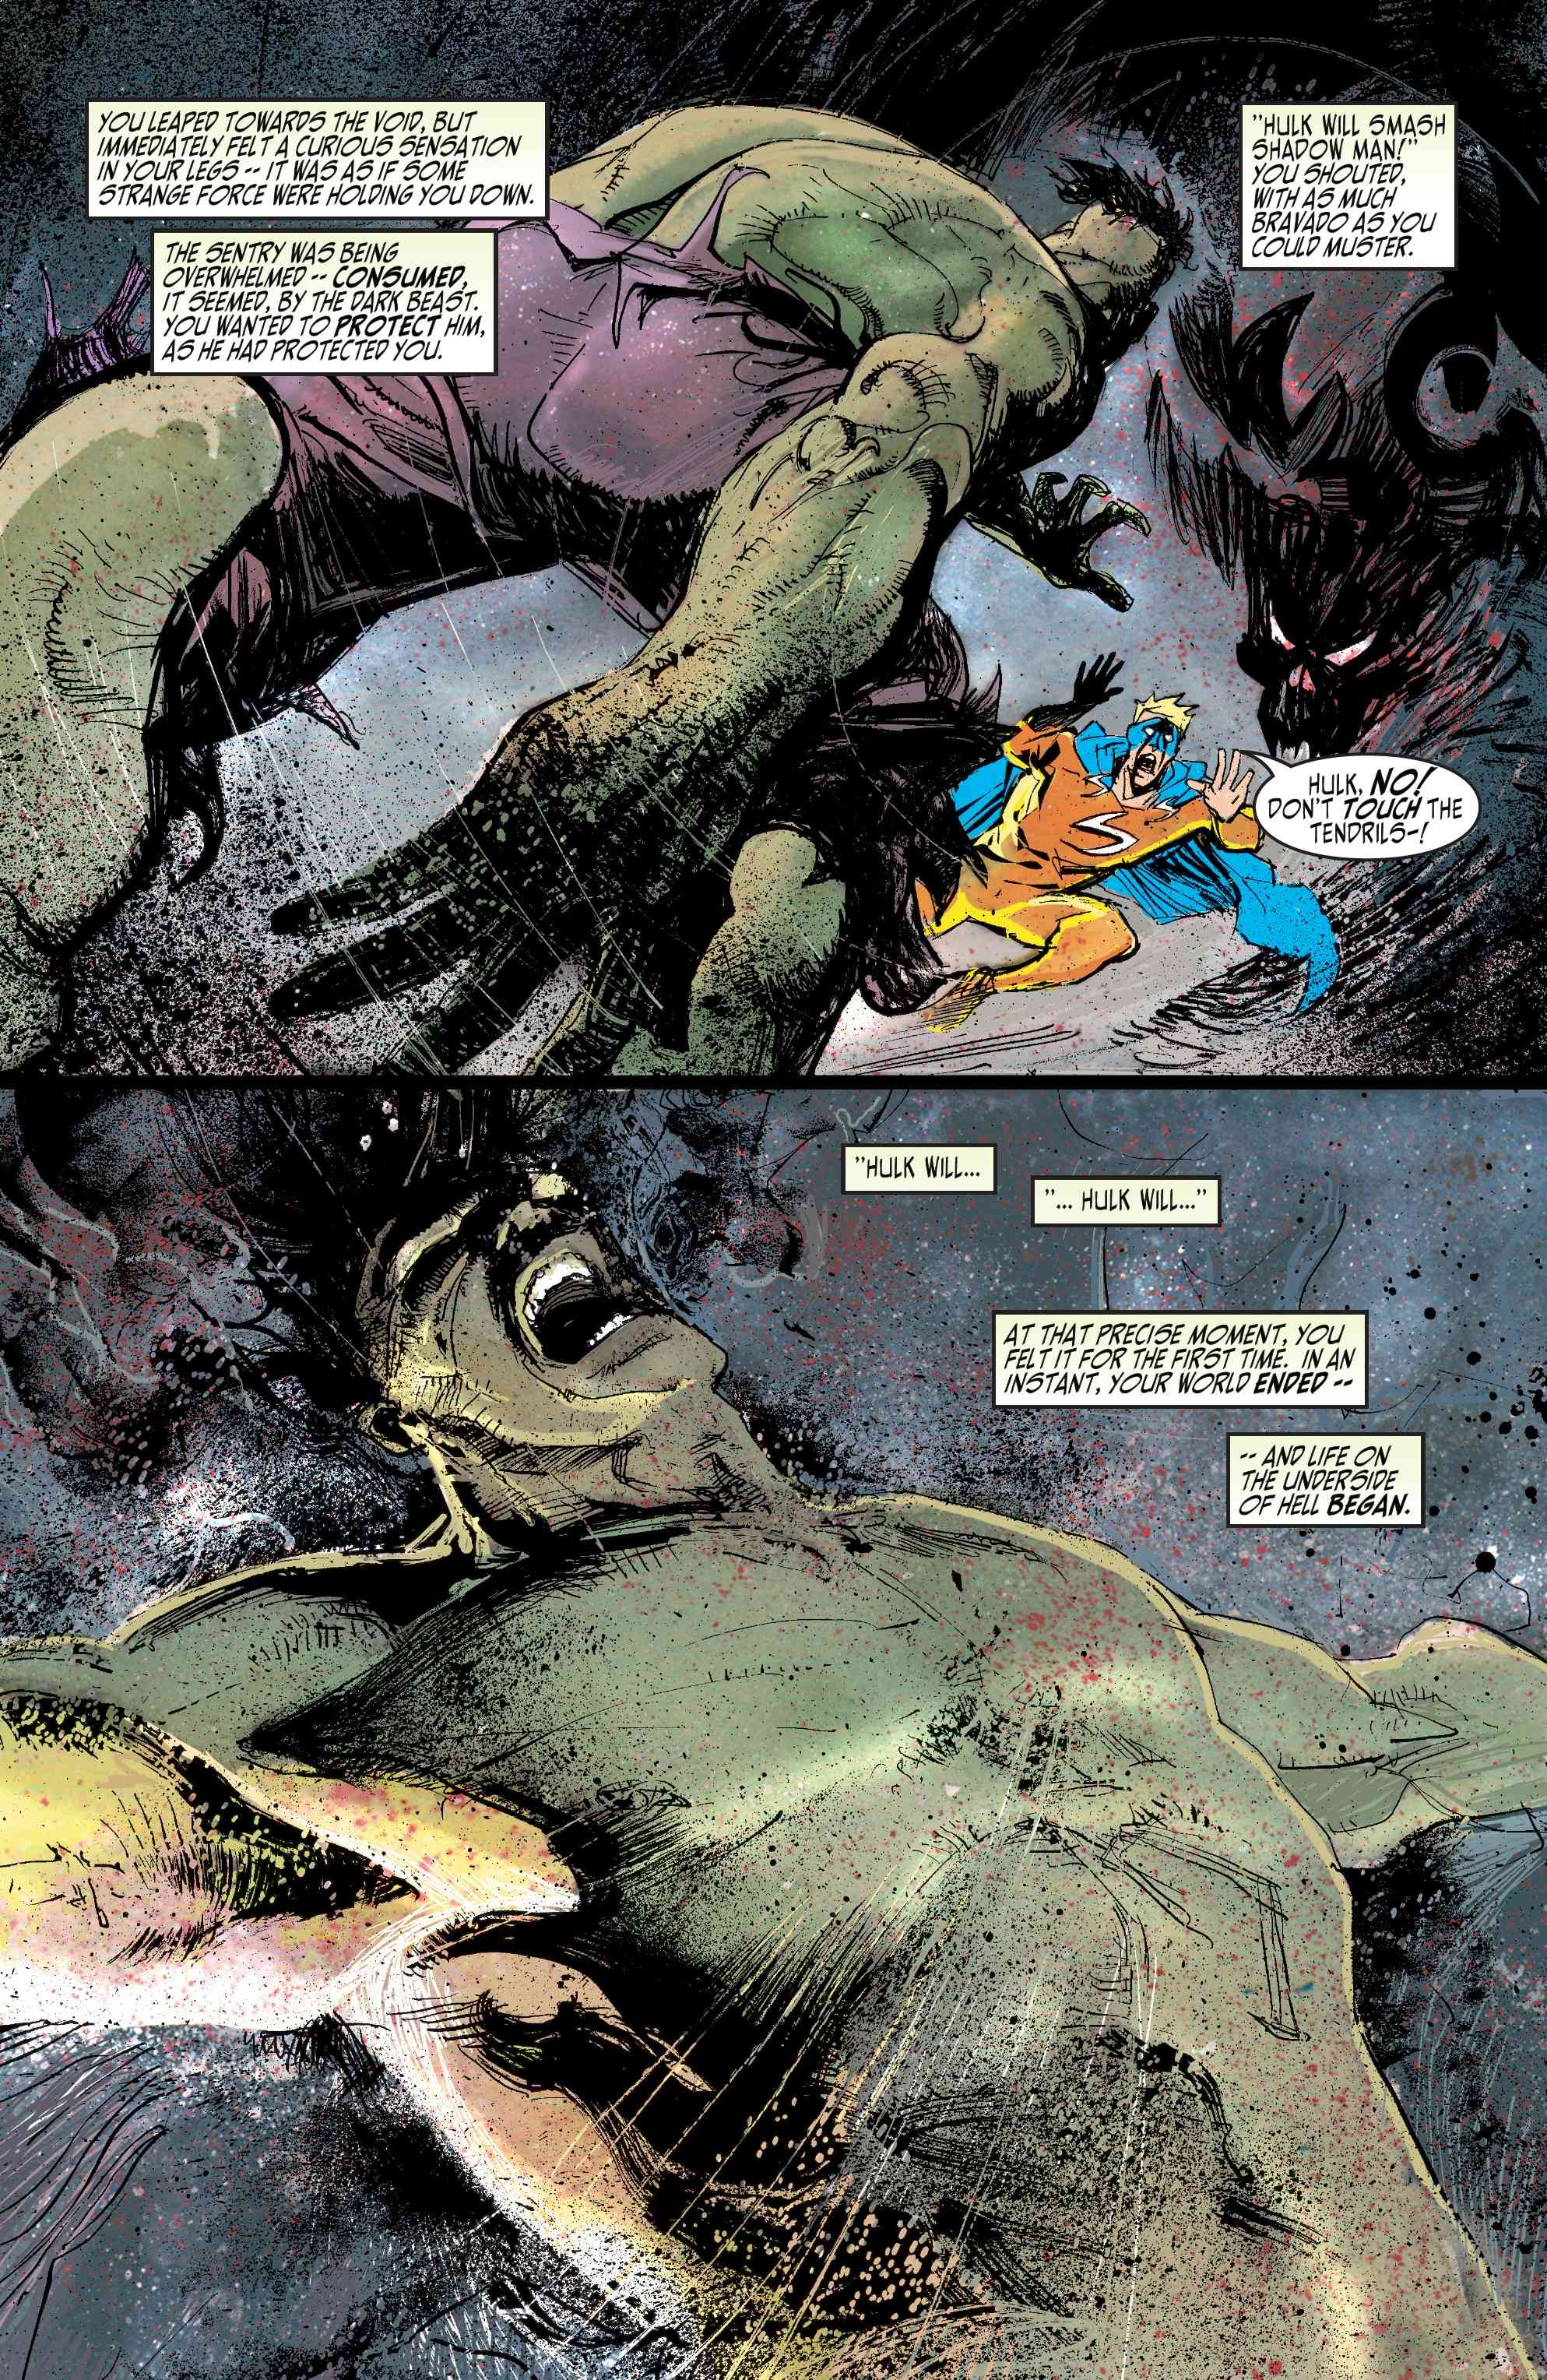 YOU LEAPED TOWARDS THE VOID, BUT
IMMEDIATELY FELT A CURIOUS SENSATION
IN YOUR LEGS -- IT WAS AS IF SOME
STRANGE FORCE WERE HOLDING YOU DOWN.
THE SENTRY WAS BEING
OVERWHELMED -- CONSUMED,
IT SEEMED, BY THE DARK BEAST.
YOU WANTED TO PROTECT HIM,
AS HE HAD PROTECTED YOU.
"HULK WILL SMASH
SHADOW MAN!"
YOU SHOUTED,
WITH AS MUCH
BRAVADO AS YOU
COULD MUSTER.
S
HULK, NO!
DON'T TOUCH THE
TENDRILS-!
"HULK WILL...
"... HULK WILL..."
AT THAT PRECISE MOMENT, YOU
FELT IT FOR THE FIRST TIME. IN AN
INSTANT, YOUR WORLD ENDED --
-- AND LIFE ON
THE UNDERSIDE
OF HELL BEGAN.